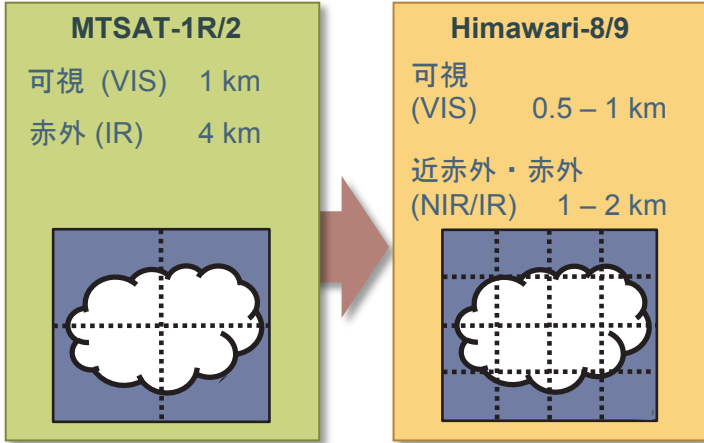 MTSAT-1R/2
可視 (VIS) 1 km
赤外 (IR) 4 km
Himawari-8/9
可視
(VIS) 0.5 – 1 km
近赤外・赤外
(NIR/IR) 1 – 2 km